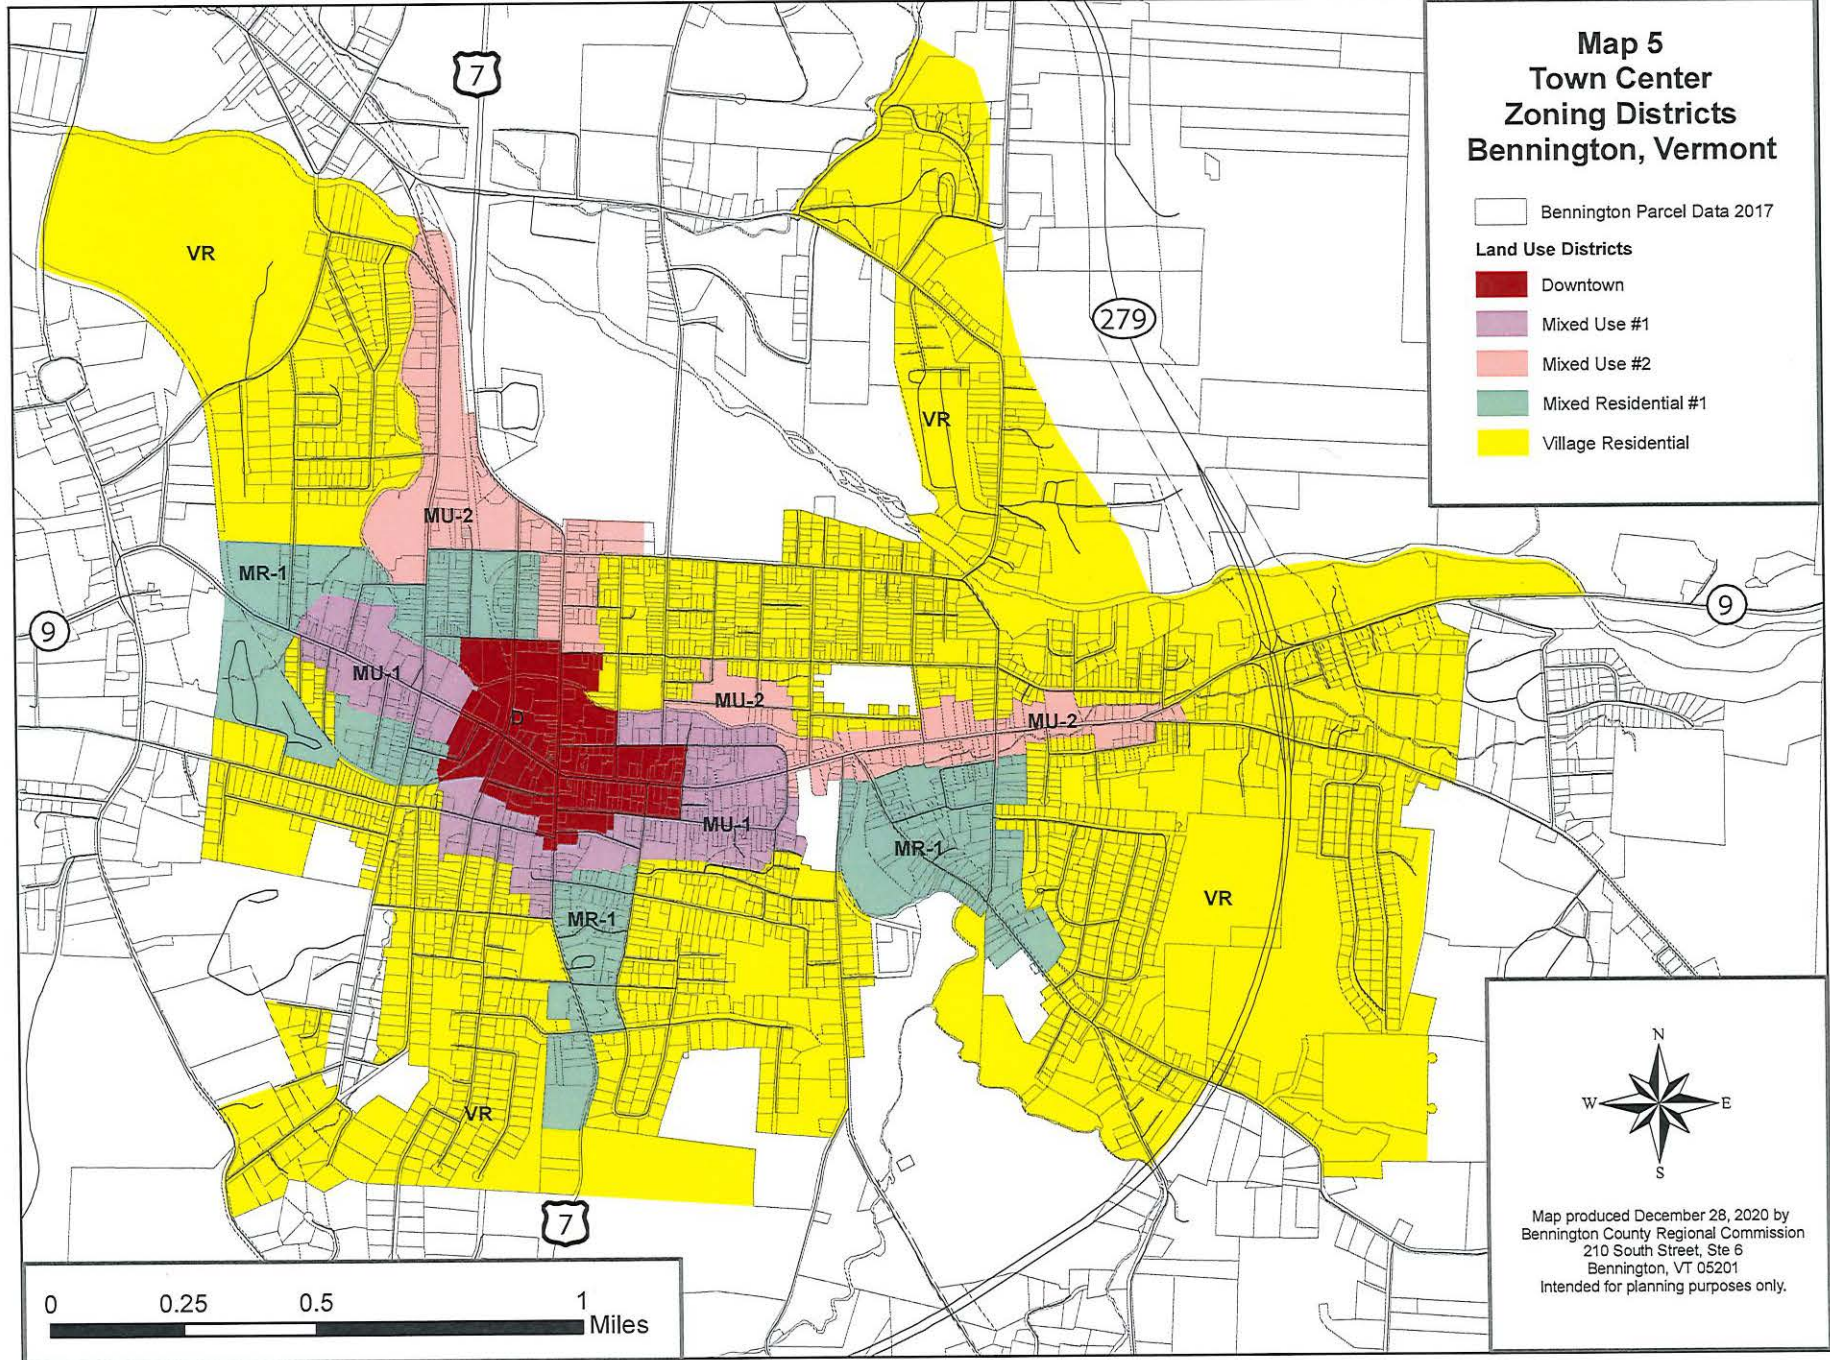 Map 5
Town Center
Zoning Districts
Bennington, Vermont
Bennington Parcel Data 2017
Land Use Districts
Downtown
Mixed Use #1
Mixed Use #2
Mixed Residential #1
Village Residential
7
VR
279
VR
MU-2
MR-1
9
9
MU-1
MU-2
D
MU-2
MU-1
MR-1
VR
MR-1
VR
7
N
W
E
S
Map produced December 28, 2020 by
Bennington County Regional Commission
210 South Street, Ste 6
Bennington, VT 05201
Intended for planning purposes only.
0 0.25 0.5 1
Miles